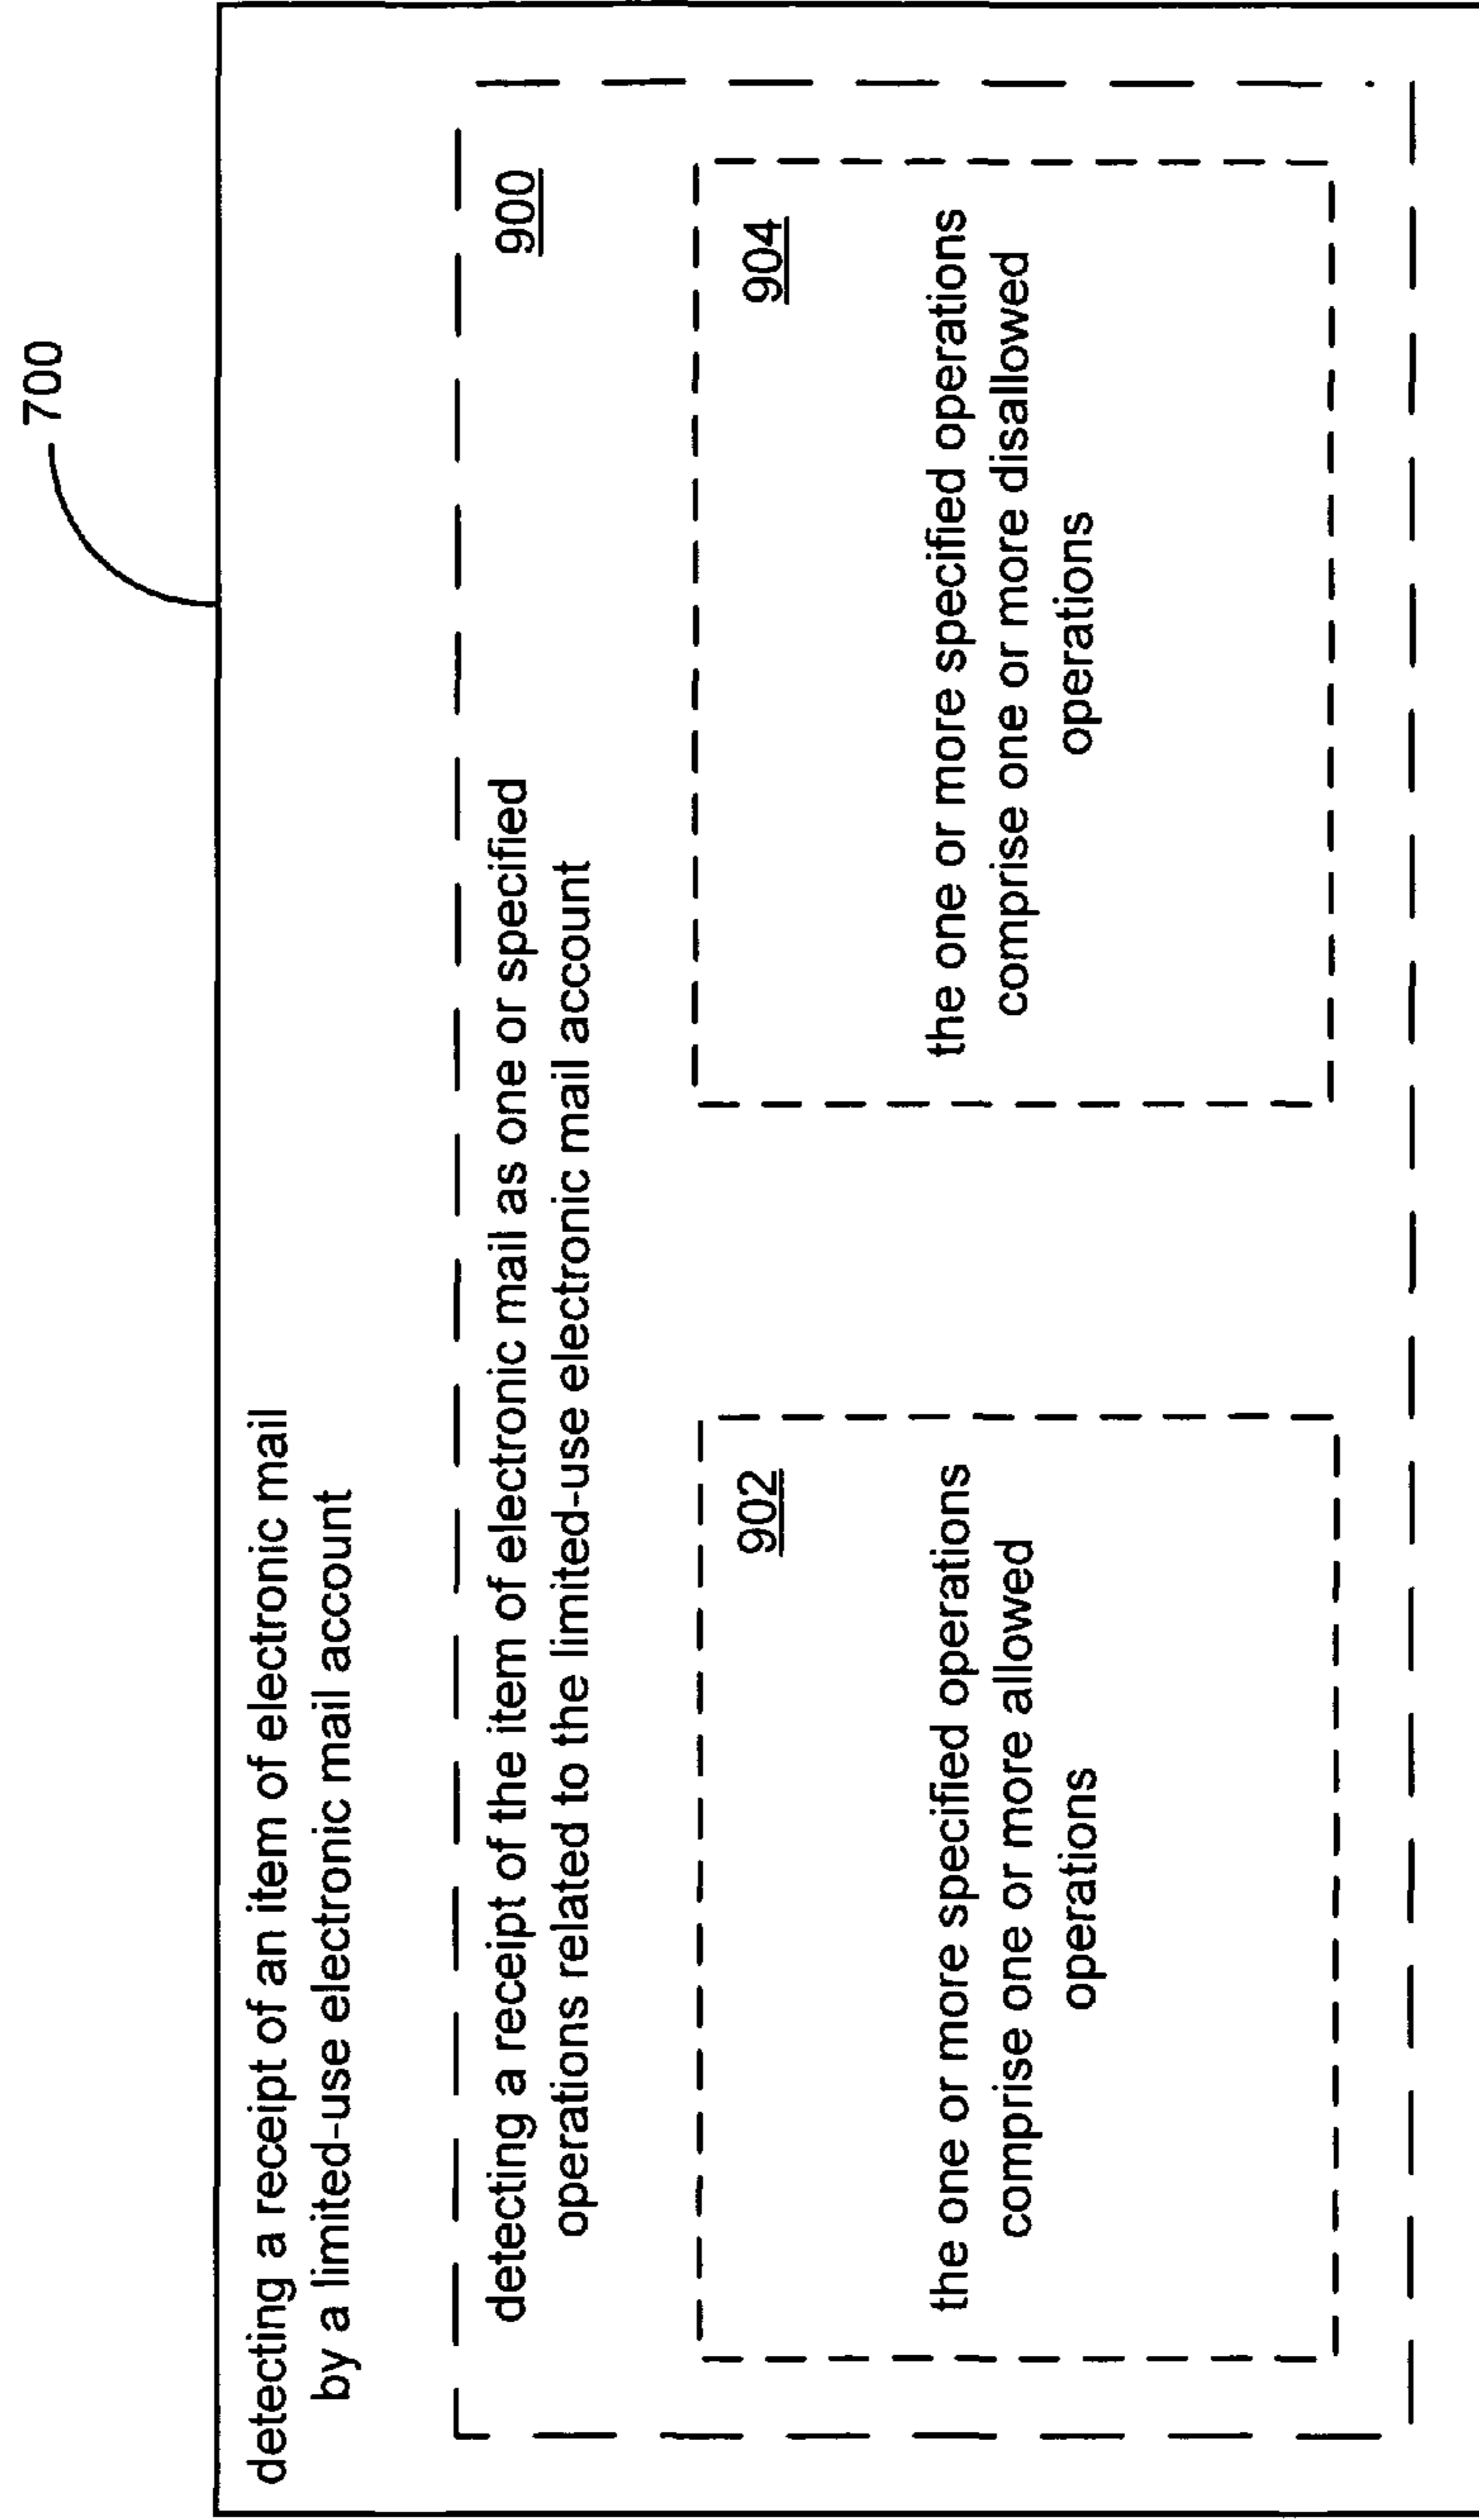 700
detecting a receipt of an item of electronic mail
by a limited-use electronic mail account
900
detecting a receipt of the item of electronic mail as one or specified
operations related to the limited-use electronic mail account
902
the one or more specified operations
comprise one or more allowed
operations
904
the one or more specified operations
comprise one or more disallowed
operations